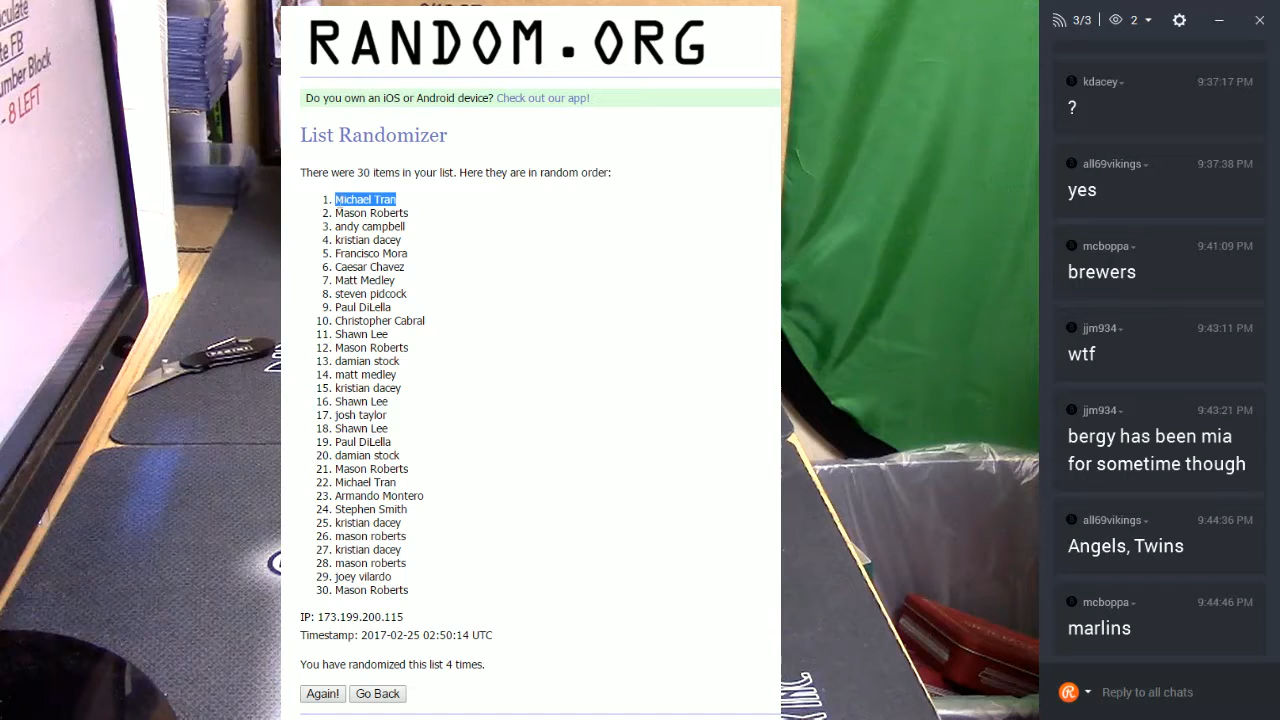 culate
te FB
umber Block
- 8 LEFT
RANDOM.ORG
Do you own an iOS or Android device? Check out our app!
List Randomizer
There were 30 items in your list. Here they are in random order:
1. Michael Tran
2. Mason Roberts
3. andy campbell
4. kristian dacey
5. Francisco Mora
6. Caesar Chavez
7. Matt Medley
8. steven pidcock
9. Paul DiLella
10. Christopher Cabral
11. Shawn Lee
12. Mason Roberts
13. damian stock
14. matt medley
15. kristian dacey
16. Shawn Lee
17. josh taylor
18. Shawn Lee
19. Paul DiLella
20. damian stock
21. Mason Roberts
22. Michael Tran
23. Armando Montero
24. Stephen Smith
25. kristian dacey
26. mason roberts
27. kristian dacey
28. mason roberts
29. joey vilardo
30. Mason Roberts
IP: 173.199.200.115
Timestamp: 2017-02-25 02:50:14 UTC
You have randomized this list 4 times.
Again! Go Back
3/3 2
kdacey 9:37:17 PM
?
all69vikings 9:37:38 PM
yes
mcboppa 9:41:09 PM
brewers
jjm934 9:43:11 PM
wtf
jjm934 9:43:21 PM
bergy has been mia
for sometime though
all69vikings 9:44:36 PM
Angels, Twins
mcboppa 9:44:46 PM
marlins
Reply to all chats